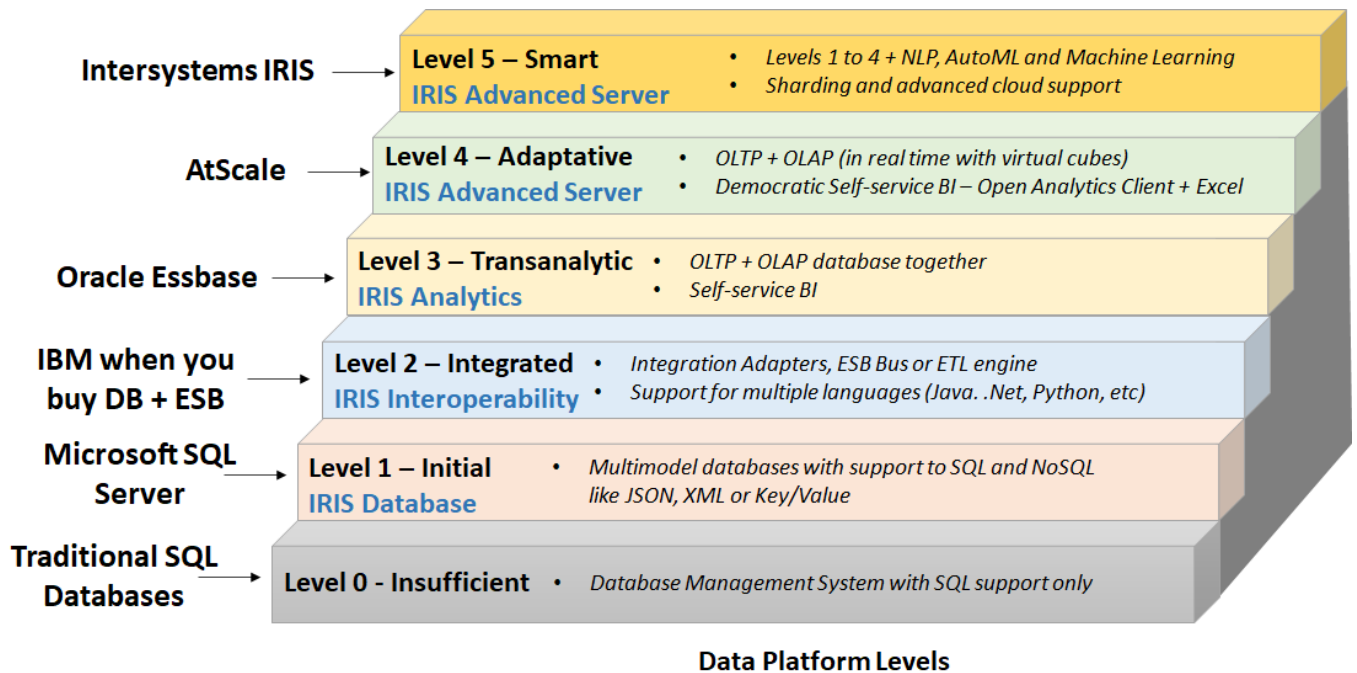 Intersystems IRIS
Level 5 – Smart
IRIS Advanced Server
• Levels 1 to 4 + NLP, AutoML and Machine Learning
• Sharding and advanced cloud support
AtScale
Level 4 – Adaptative
IRIS Advanced Server
• OLTP + OLAP (in real time with virtual cubes)
• Democratic Self-service BI – Open Analytics Client + Excel
Oracle Essbase
Level 3 – Transanalytic
IRIS Analytics
• OLTP + OLAP database together
• Self-service BI
IBM when you
buy DB + ESB
Level 2 – Integrated
IRIS Interoperability
• Integration Adapters, ESB Bus or ETL engine
• Support for multiple languages (Java. .Net, Python, etc)
Microsoft SQL
Server
Level 1 – Initial
IRIS Database
• Multimodel databases with support to SQL and NoSQL
like JSON, XML or Key/Value
Traditional SQL
Databases
Level 0 - Insufficient
• Database Management System with SQL support only
Data Platform Levels